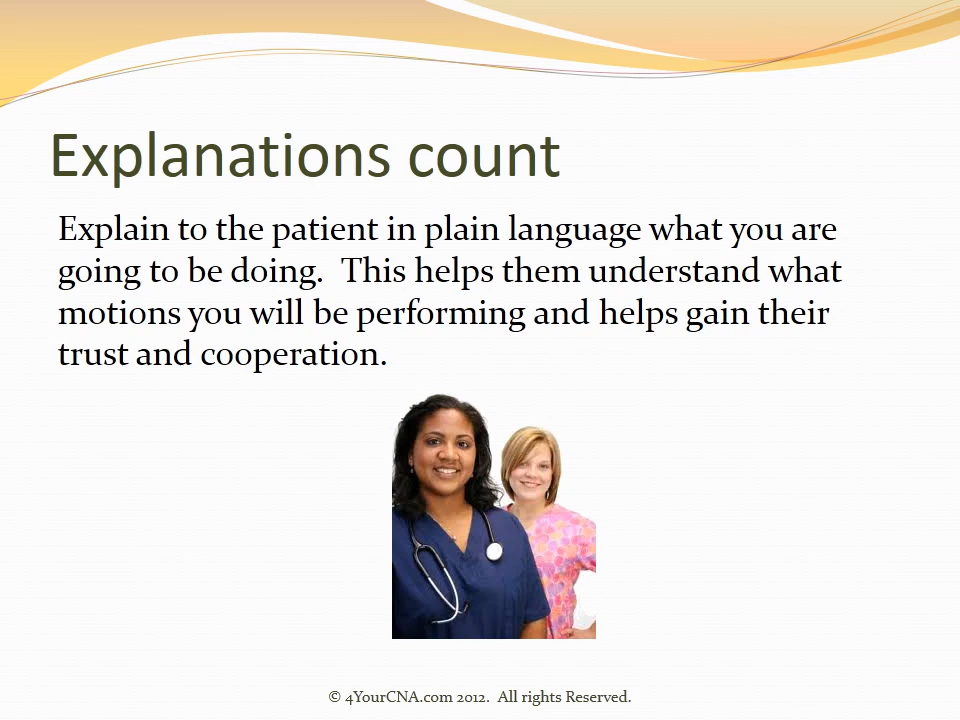 Explanations count
Explain to the patient in plain language what you are
going to be doing.  This helps them understand what
motions you will be performing and helps gain their
trust and cooperation.
© 4YourCNA.com 2012.  All rights Reserved.